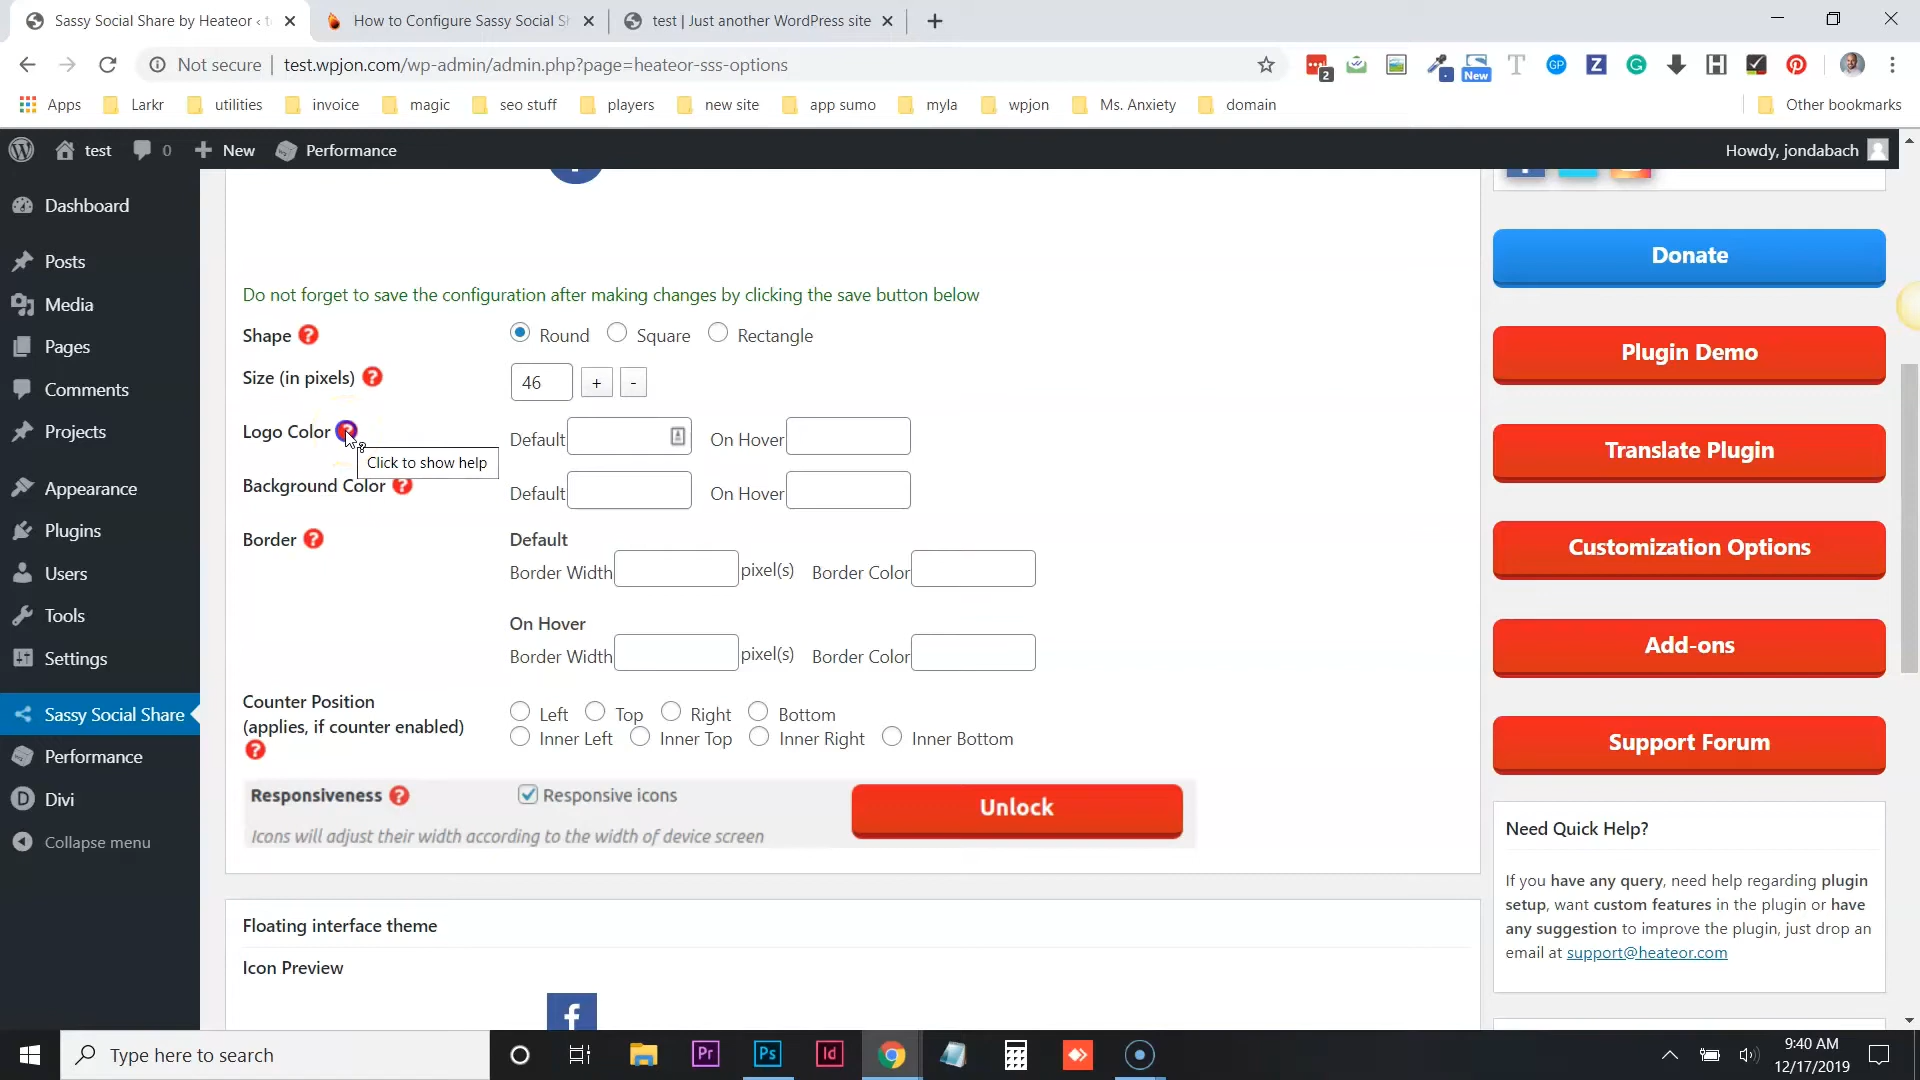 Sassy Social Share by Heateor ‹ t
How to Configure Sassy Social Sh
test | Just another WordPress site
Not secure | test.wpjon.com/wp-admin/admin.php?page=heateor-sss-options
2
New
T
GP
Z
G
H
Apps
Larkr
utilities
invoice
magic
seo stuff
players
new site
app sumo
myla
wpjon
Ms. Anxiety
domain
Other bookmarks
test
0
New
Performance
Howdy, jondabach
Dashboard
Posts
Media
Pages
Comments
Projects
Appearance
Plugins
Users
Tools
Settings
Sassy Social Share
Performance
Divi
Collapse menu
Do not forget to save the configuration after making changes by clicking the save button below
Shape ?
Round Square Rectangle
Size (in pixels) ?
46 + -
Logo Color
Default On Hover
Click to show help
Background Color ?
Default On Hover
Border ?
Default
Border Width pixel(s) Border Color
On Hover
Border Width pixel(s) Border Color
Counter Position
(applies, if counter enabled)
?
Left Top Right Bottom
Inner Left Inner Top Inner Right Inner Bottom
Responsiveness ?
Responsive icons
Icons will adjust their width according to the width of device screen
Unlock
Floating interface theme
Icon Preview
f
Donate
Plugin Demo
Translate Plugin
Customization Options
Add-ons
Support Forum
Need Quick Help?
If you have any query, need help regarding plugin
setup, want custom features in the plugin or have
any suggestion to improve the plugin, just drop an
email at support@heateor.com
Type here to search
Pr
Ps
Id
9:40 AM
12/17/2019